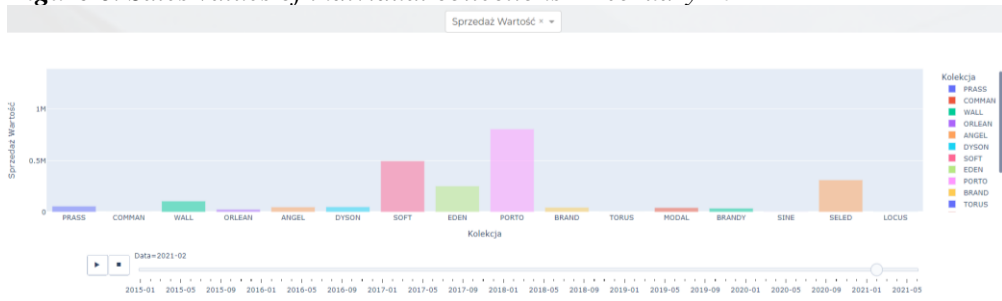 Sprzedaż Wartość × ▾
Kolekcja
PRASS
COMMAN
WALL
ORLEAN
ANGEL
DYSON
SOFT
EDEN
PORTO
BRAND
TORUS
Sprzedaż Wartość
1M
0.5M
0
PRASS COMMAN WALL ORLEAN ANGEL DYSON SOFT EDEN PORTO BRAND TORUS MODAL BRANDY SINE SELED LOCUS
Kolekcja
Data=2021-02
2015-01 2015-05 2015-09 2016-01 2016-05 2016-09 2017-01 2017-05 2017-09 2018-01 2018-05 2018-09 2019-01 2019-05 2019-09 2020-01 2020-05 2020-09 2021-01 2021-05